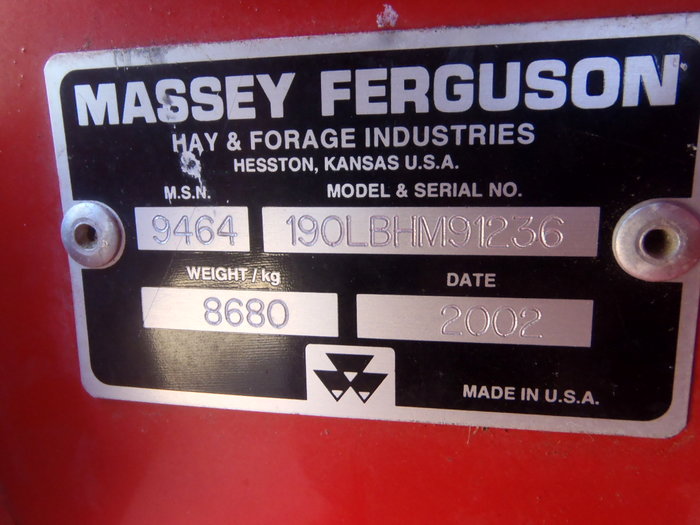 MASSEY FERGUSON
HAY & FORAGE INDUSTRIES
HESSTON, KANSAS U.S.A.
M.S.N. MODEL & SERIAL NO.
9464 190LBHM91236
WEIGHT/kg DATE
8680 2002
MADE IN U.S.A.